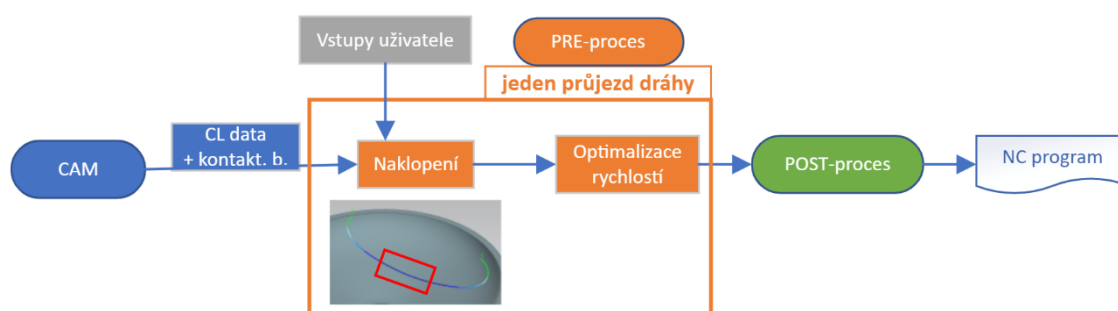 Vstupy uživatele
PRE-proces
jeden průjezd dráhy
CL data
+ kontakt. b.
CAM
Naklopení
Optimalizace
rychlostí
POST-proces
NC program